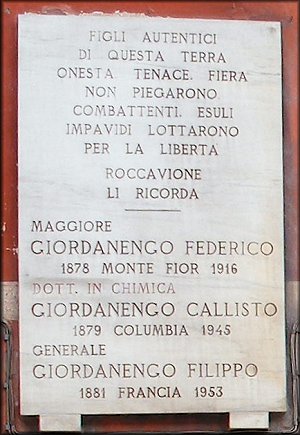 FIGLI AUTENTICI
DI QUESTA TERRA
ONESTA TENACE. FIERA
NON PIEGARONO
COMBATTENTI. ESULI
IMPAVIDI LOTTARONO
PER LA LIBERTA
ROCCAVIONE
LI RICORDA
MAGGIORE
GIORDANENGO FEDERICO
1878 MONTE FIOR 1916
DOTT. IN CHIMICA
GIORDANENGO CALLISTO
1879 COLUMBIA 1945
GENERALE
GIORDANENGO FILIPPO
1881 FRANCIA 1953